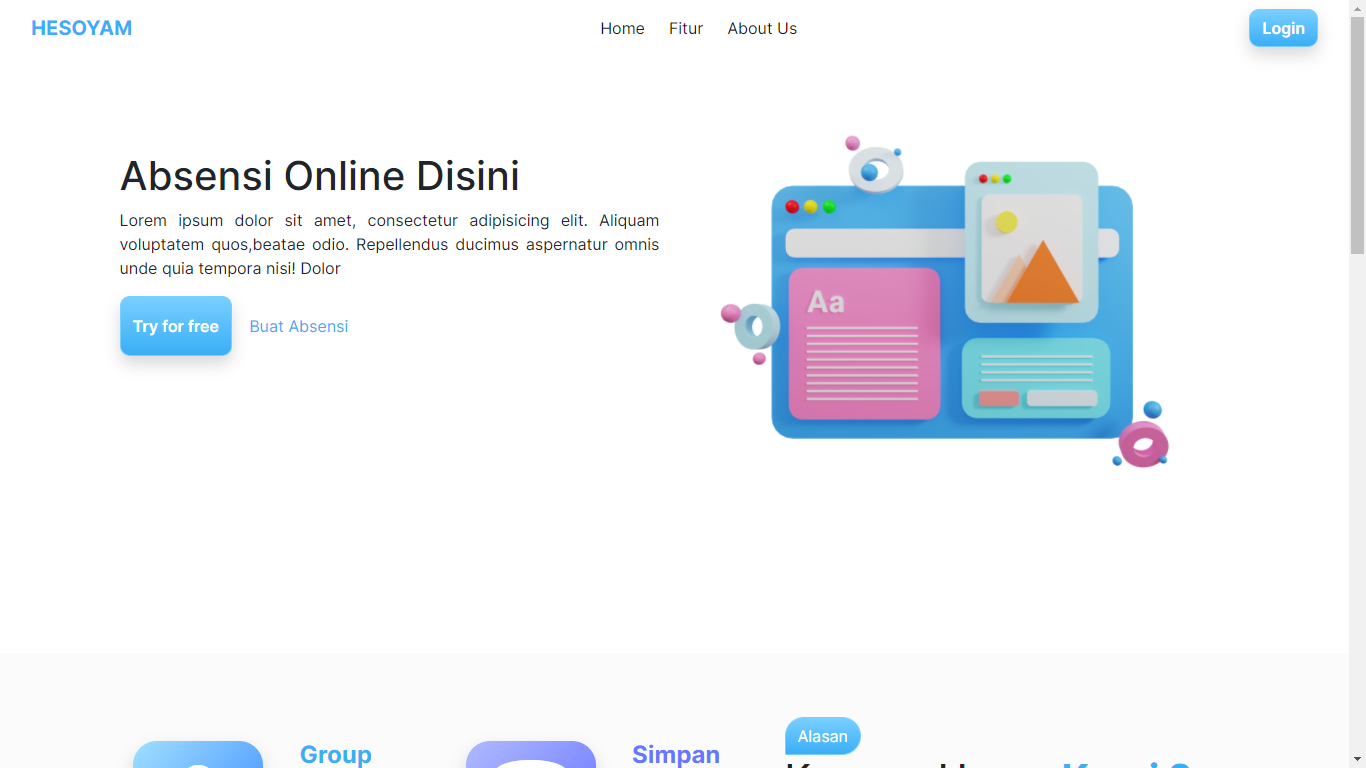 HESOYAM
Home
Fitur
About Us
Login
Absensi Online Disini
Lorem ipsum dolor sit amet, consectetur adipisicing elit. Aliquam
voluptatem quos,beatae odio. Repellendus ducimus aspernatur omnis
unde quia tempora nisi! Dolor
Try for free
Buat Absensi
Aa
Group
Simpan
Alasan